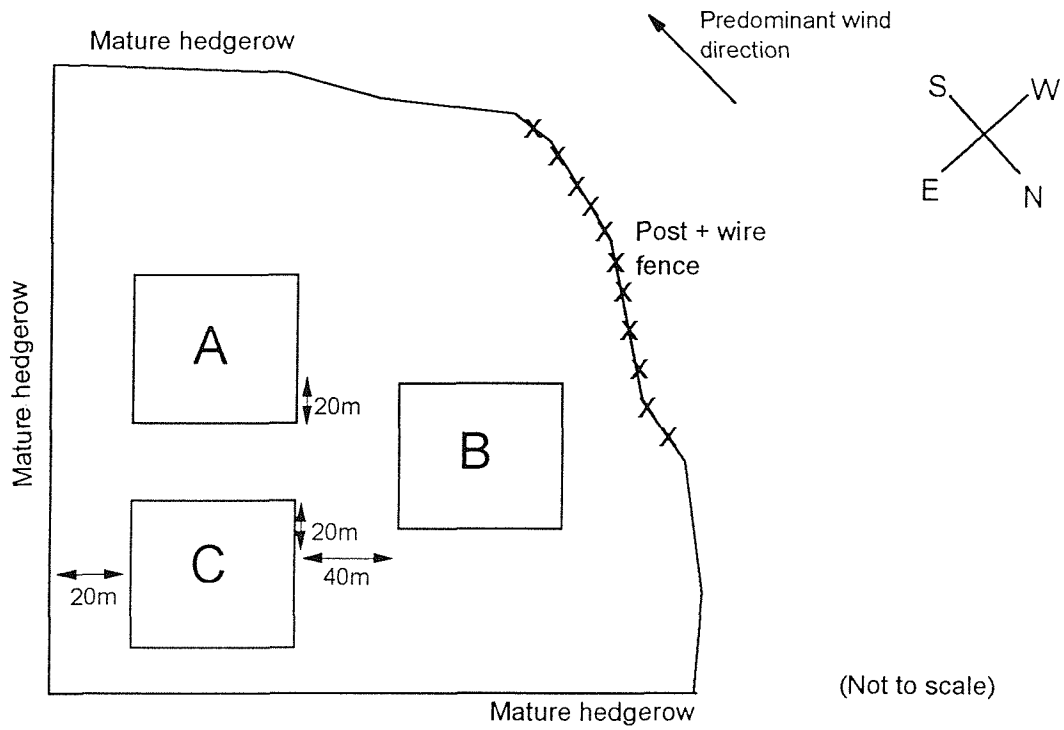 Mature hedgerow
Predominant wind
direction
S
W
E
N
Post + wire
fence
Mature hedgerow
A
20m
B
20m
C
40m
20m
(Not to scale)
Mature hedgerow